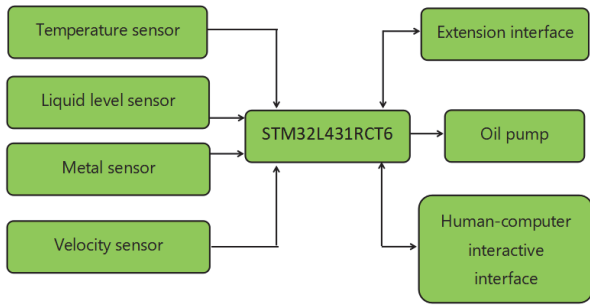 Temperature sensor
Liquid level sensor
Metal sensor
Velocity sensor
STM32L431RCT6
Extension interface
Oil pump
Human-computer
interactive
interface